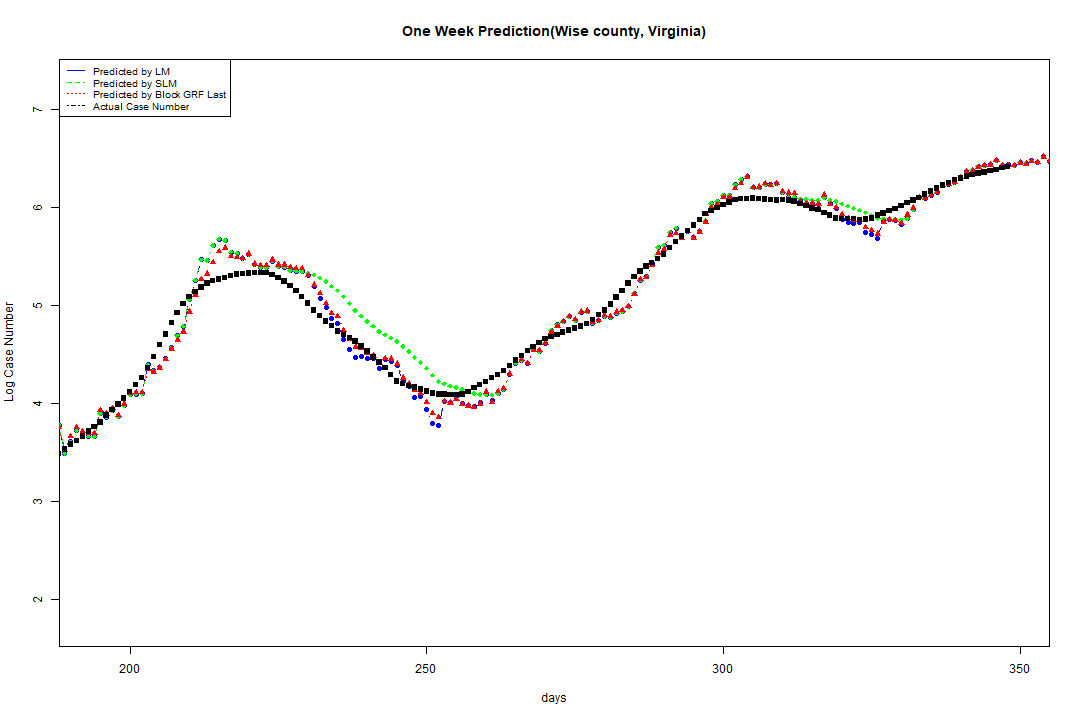 One Week Prediction(Wise county, Virginia)
Predicted by LM
Predicted by SLM
Predicted by Block GRF Last
Actual Case Number
7
6
5
4
3
2
Log Case Number
200
250
300
350
days